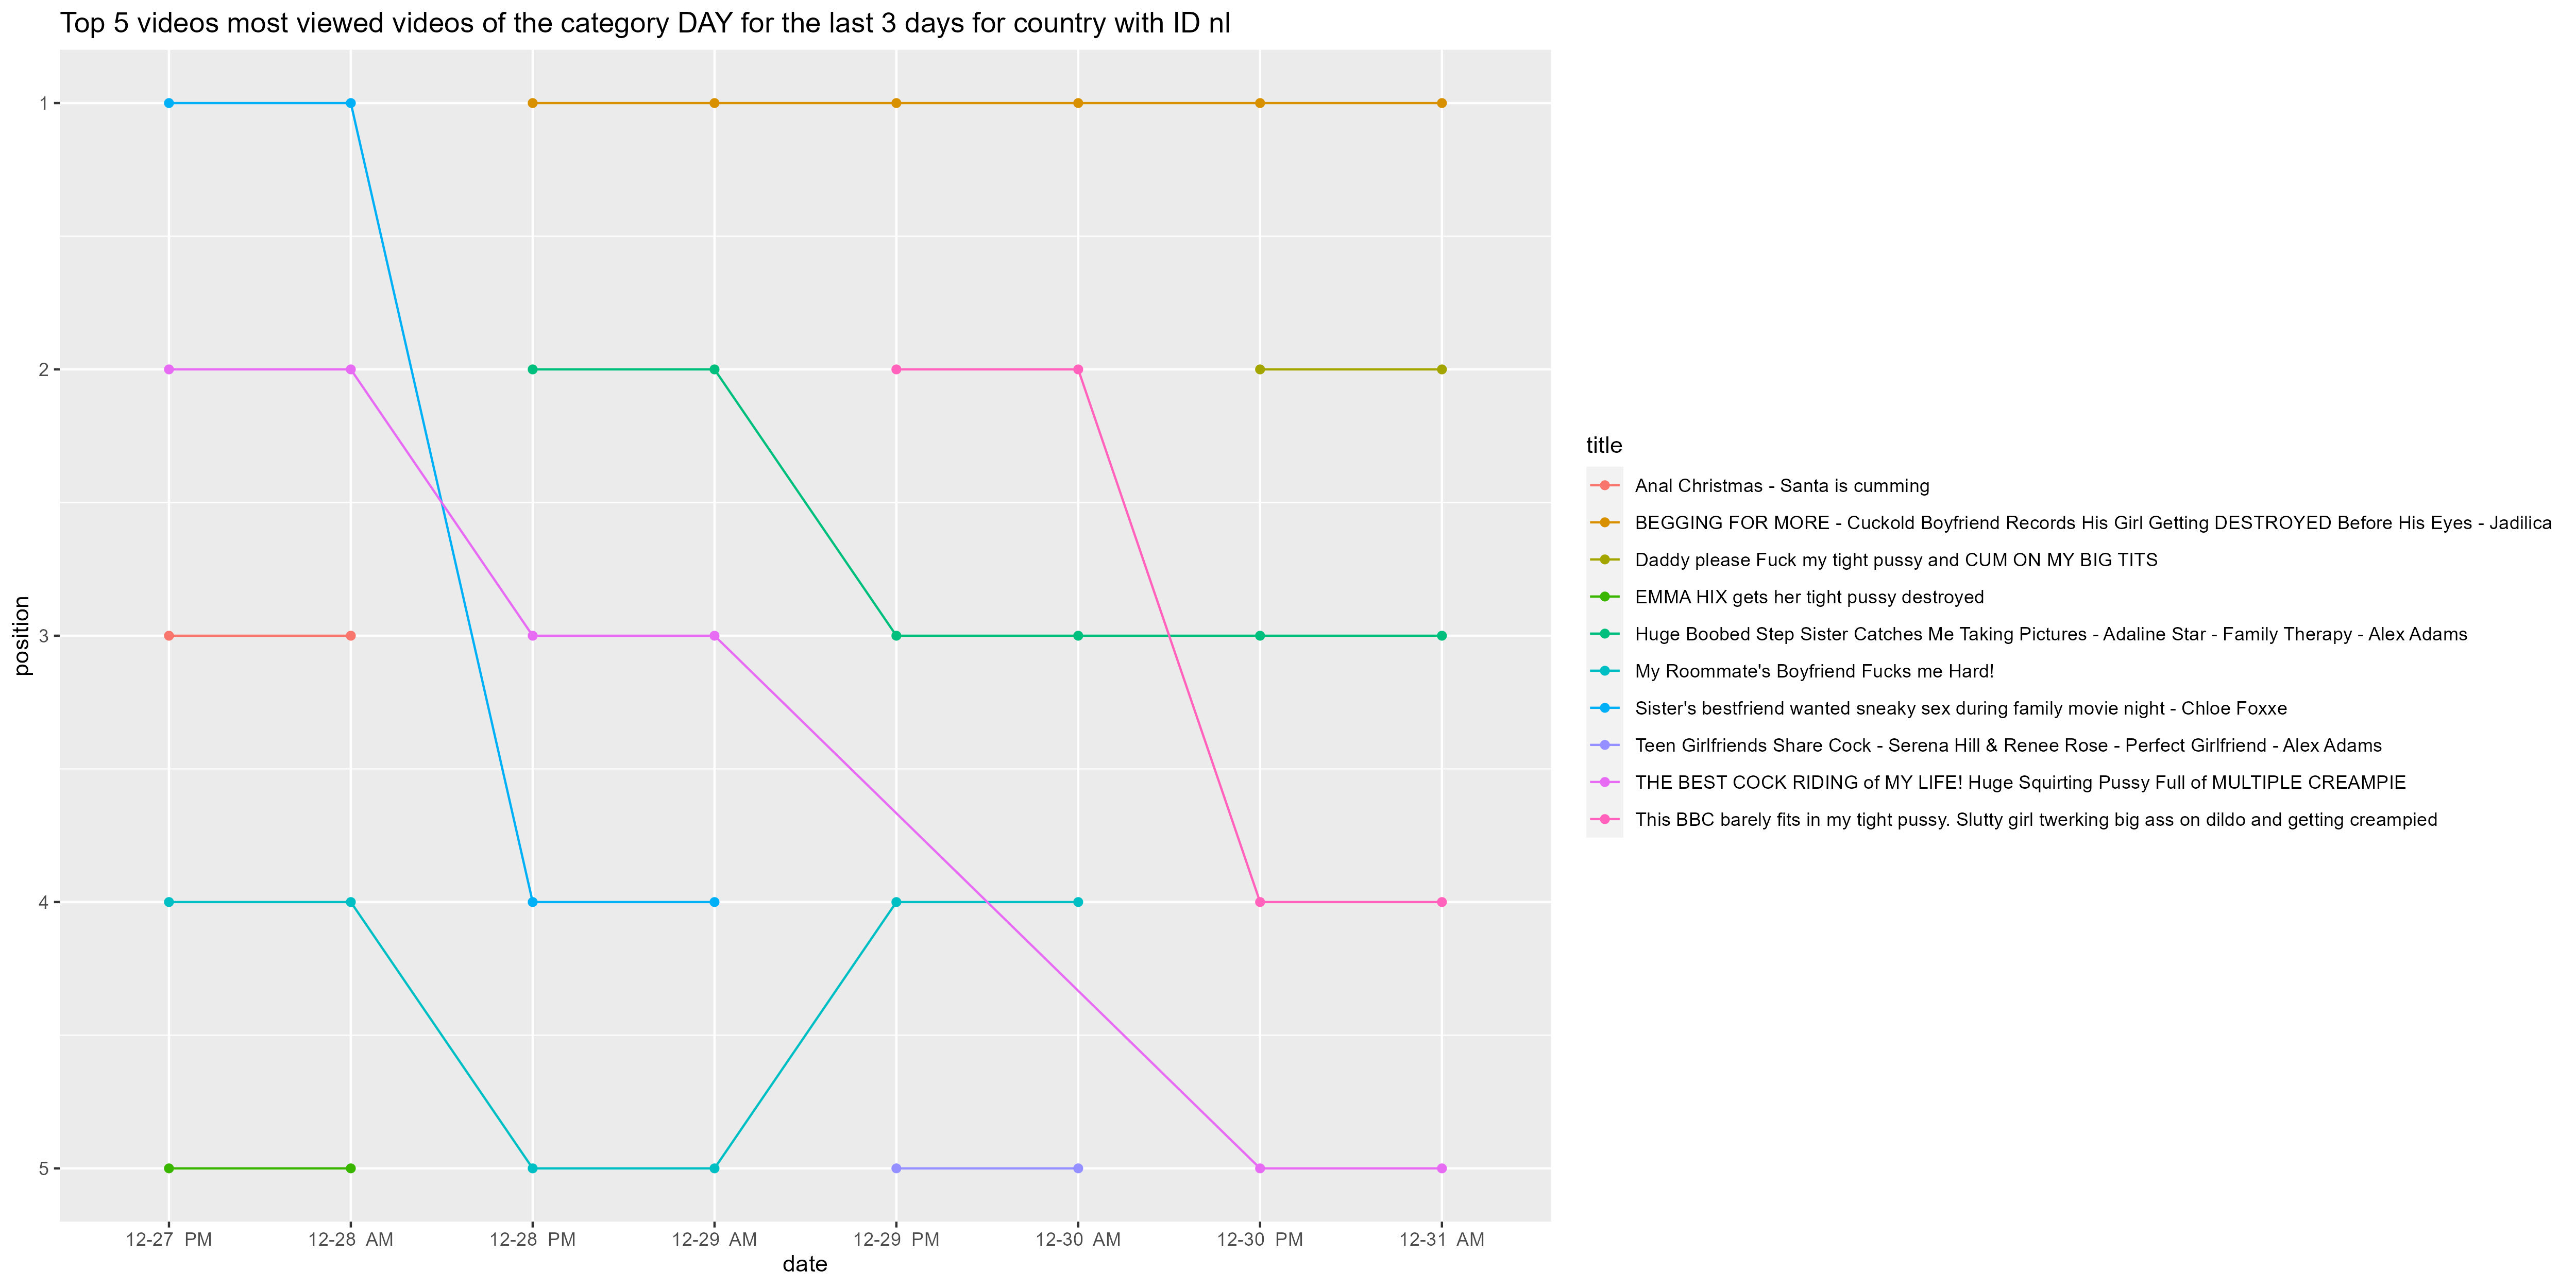 Top 5 videos most viewed videos of the category DAY for the last 3 days for country with ID nl
1
2
3
4
5
position
12-27 PM
12-28 AM
12-28 PM
12-29 AM
12-29 PM
12-30 AM
12-30 PM
12-31 AM
date
title
Anal Christmas - Santa is cumming
BEGGING FOR MORE - Cuckold Boyfriend Records His Girl Getting DESTROYED Before His Eyes - Jadilica
Daddy please Fuck my tight pussy and CUM ON MY BIG TITS
EMMA HIX gets her tight pussy destroyed
Huge Boobed Step Sister Catches Me Taking Pictures - Adaline Star - Family Therapy - Alex Adams
My Roommate's Boyfriend Fucks me Hard!
Sister's bestfriend wanted sneaky sex during family movie night - Chloe Foxxe
Teen Girlfriends Share Cock - Serena Hill & Renee Rose - Perfect Girlfriend - Alex Adams
THE BEST COCK RIDING of MY LIFE! Huge Squirting Pussy Full of MULTIPLE CREAMPIE
This BBC barely fits in my tight pussy. Slutty girl twerking big ass on dildo and getting creampied